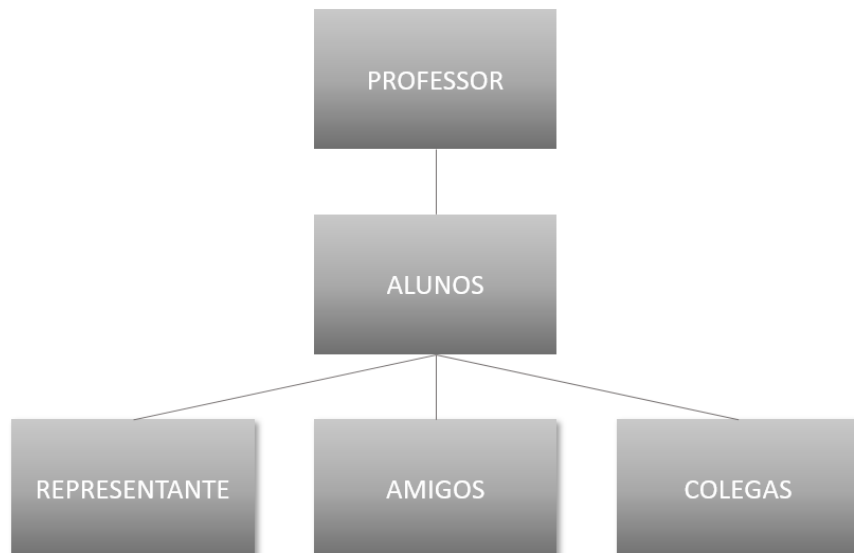 PROFESSOR
ALUNOS
REPRESENTANTE
AMIGOS
COLEGAS